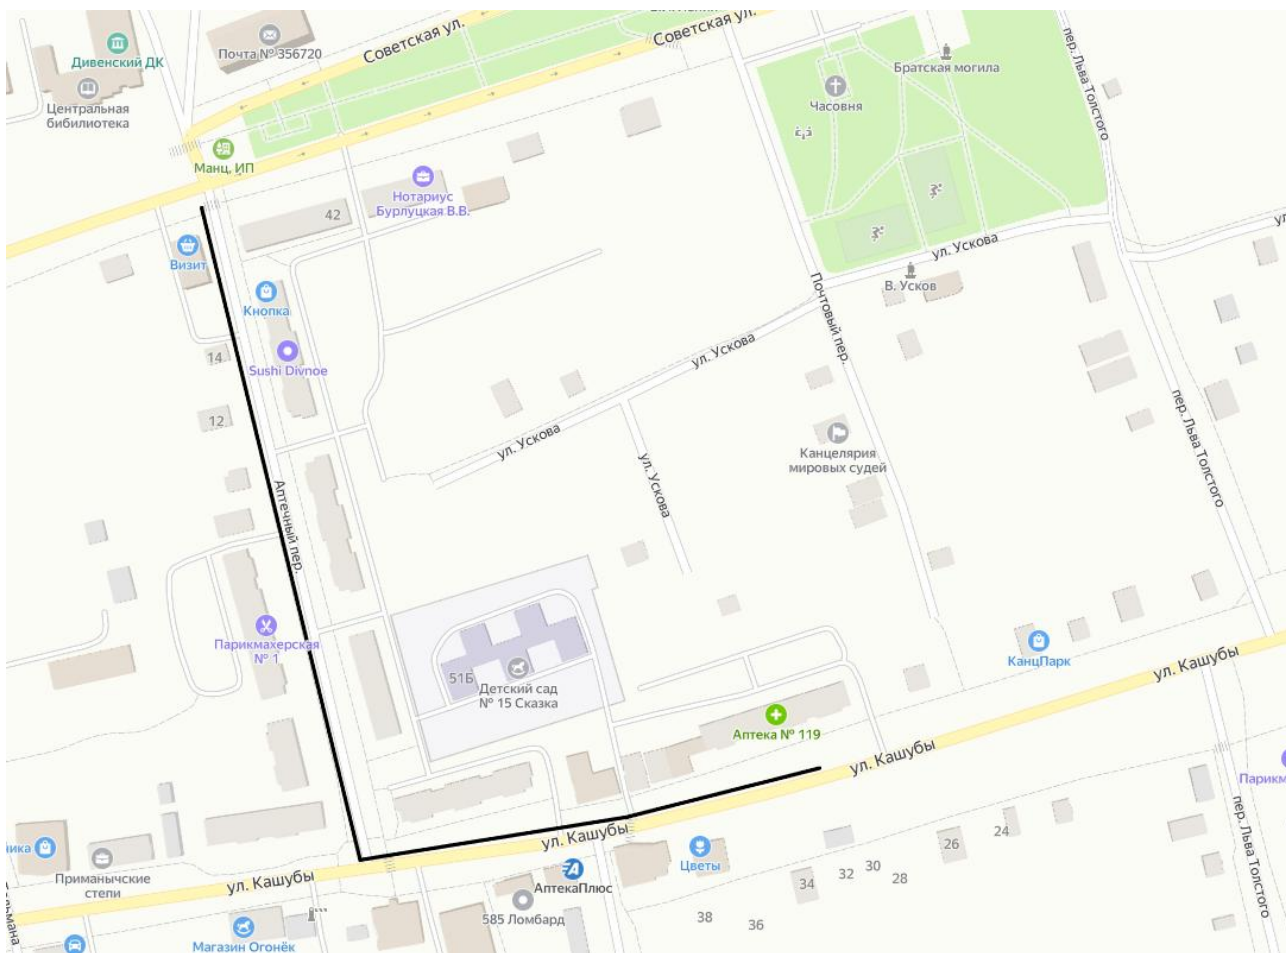 Советская ул.
Советская ул.
Дивенский ДК
Почта № 356720
Центральная
бибилиотека
Манц, ИП
Братская могила
Часовня
пер. Льва Толстого
Нотариус
Бурлуцкая В.В.
42
Визит
Кнопка
ул. Ускова
В. Усков
Почтовый пер.
14
Sushi Divnoe
ул. Ускова
12
ул. Ускова
ул. Ускова
Канцелярия
мировых судей
пер. Льва Толстого
Аптечный пер.
Парикмахерская
№ 1
51Б
Детский сад
№ 15 Сказка
КанцПарк
ул. Кашубы
Аптека № 119
ул. Кашубы
ул. Кашубы
пер. Льва Толстого
Приманычские
степи
ул. Кашубы
АптекаПлюс
Цветы
585 Ломбард
Магазин Огонёк
24
26
28
30
32
34
36
38